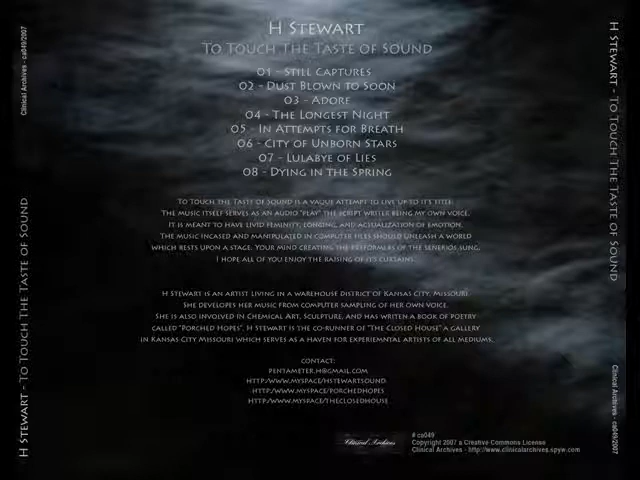 H Stewart
To Touch The Taste of Sound
01 - Still Captures
02 - Dust Blown to Soon
03 - Adore
04 - The Longest Night
05 - In Attempts for Breath
06 - City of Unborn Stars
07 - Lulabye of Lies
08 - Dying in the Spring
To Touch the Taste of Sound is a vaque attempt to live up to it's title.
The music itself serves as an audio "play" the script writer being my own voice.
It is meant to have livid feminity, longing, and actualization of emotion.
The music incased and manipulated in computer files should unleash a world
which rests upon a stage. Your mind creating the preformers of the senerios sung,
I hope all of you enjoy the raising of it's curtains.
H Stewart is an artist living in a warehouse district of Kansas City, Missouri.
She developes her music from computer sampling of her own voice.
She is also involved in Chemical Art, Sculpture, and has writen a book of poetry
called "Porched Hopes". H Stewart is the co-runner of "The Closed House" a gallery
in Kansas City Missouri which serves as a haven for experiemntal artists of all mediums.
contact:
pentameter.h@gmail.com
http:/www.myspace/hstewartsound
http:/www.myspace/porchedhopes
http:/www.myspace/theclosedhouse
Clinical Archives
# ca049
Copyright 2007 a Creative Commons License
Clinical Archives - http://www.clinicalarchives.spyw.com
Clinical Archives - ca049/2007
H Stewart - To Touch The Taste of Sound
H Stewart - To Touch The Taste of Sound
Clinical Archives - ca049/2007